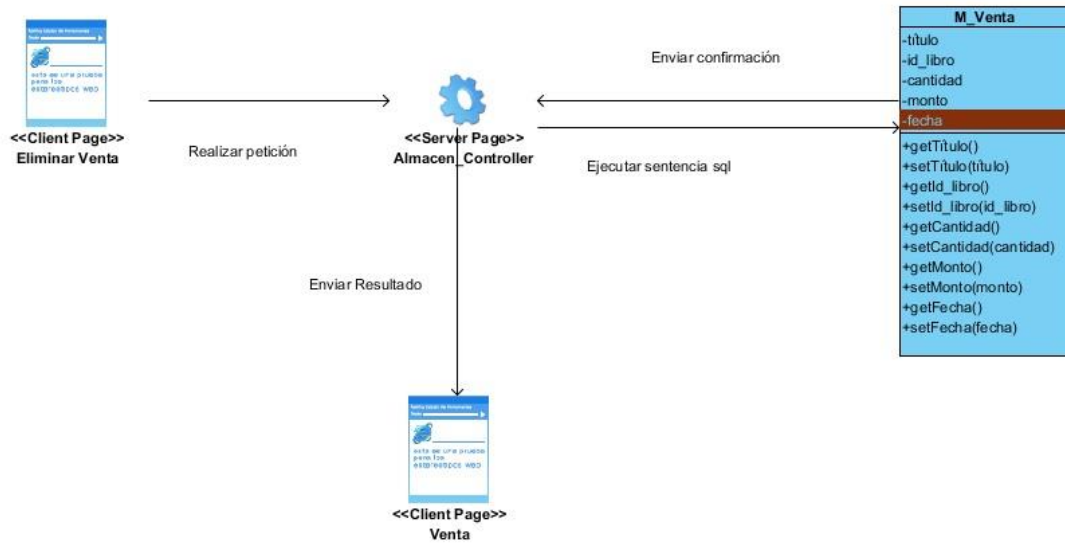 <<Client Page>>
Eliminar Venta
Realizar petición
<<Server Page>>
Almacen_Controller
Enviar confirmación
Ejecutar sentencia sql
M_Venta
-título
-id_libro
-cantidad
-monto
-fecha
+getTítulo()
+setTítulo(título)
+getId_libro()
+setId_libro(id_libro)
+getCantidad()
+setCantidad(cantidad)
+getMonto()
+setMonto(monto)
+getFecha()
+setFecha(fecha)
Enviar Resultado
<<Client Page>>
Venta